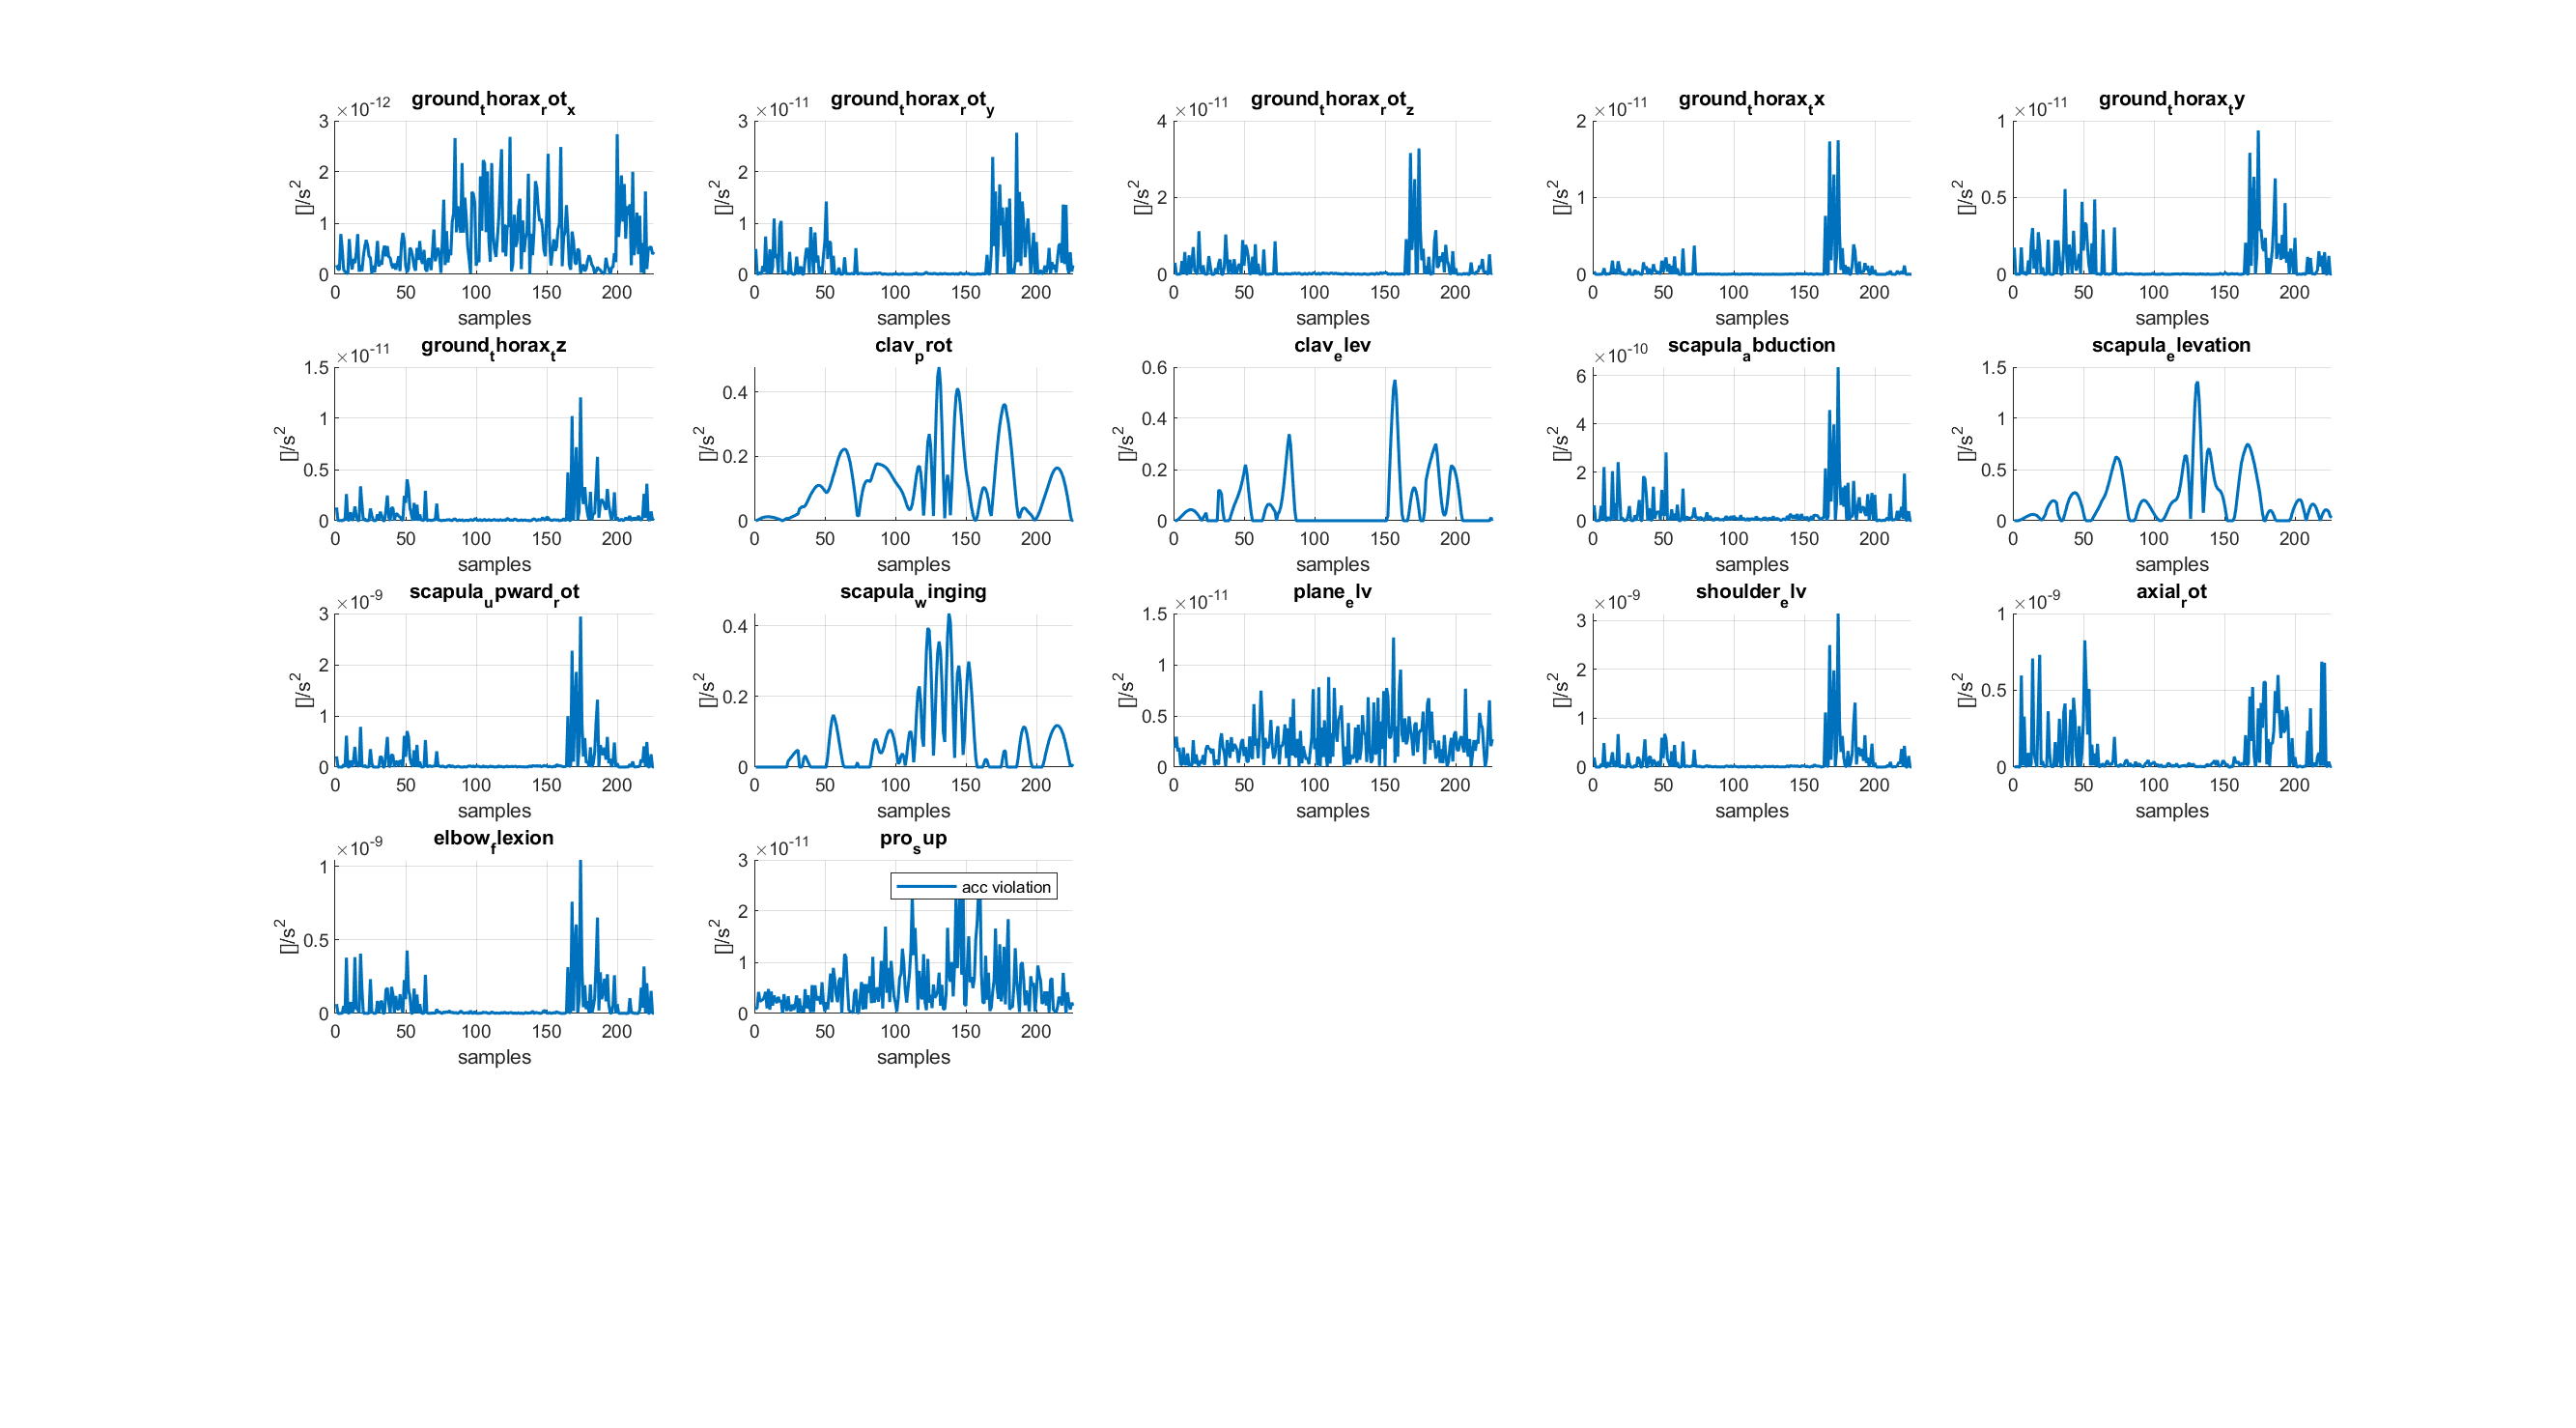 ground_thorax_rot_x
×10^-12
[]/s^2
3
2
1
0
0 50 100 150 200
samples
ground_thorax_rot_y
×10^-11
[]/s^2
3
2
1
0
0 50 100 150 200
samples
ground_thorax_rot_z
×10^-11
[]/s^2
4
2
0
0 50 100 150 200
samples
ground_thorax_tx
×10^-11
[]/s^2
2
1
0
0 50 100 150 200
samples
ground_thorax_ty
×10^-11
[]/s^2
1
0.5
0
0 50 100 150 200
samples
ground_thorax_tz
×10^-11
[]/s^2
1.5
1
0.5
0
0 50 100 150 200
samples
clav_prot
[]/s^2
0.4
0.2
0
0 50 100 150 200
samples
clav_elev
[]/s^2
0.6
0.4
0.2
0
0 50 100 150 200
samples
scapula_abduction
×10^-10
[]/s^2
6
4
2
0
0 50 100 150 200
samples
scapula_elevation
[]/s^2
1.5
1
0.5
0
0 50 100 150 200
samples
scapula_upward_rot
×10^-9
[]/s^2
3
2
1
0
0 50 100 150 200
samples
scapula_winging
[]/s^2
0.4
0.2
0
0 50 100 150 200
samples
plane_elv
×10^-11
[]/s^2
1.5
1
0.5
0
0 50 100 150 200
samples
shoulder_elv
×10^-9
[]/s^2
3
2
1
0
0 50 100 150 200
samples
axial_rot
×10^-9
[]/s^2
1
0.5
0
0 50 100 150 200
samples
elbow_flexion
×10^-9
[]/s^2
1
0.5
0
0 50 100 150 200
samples
pro_sup
×10^-11
[]/s^2
3
2
1
0
acc violation
0 50 100 150 200
samples